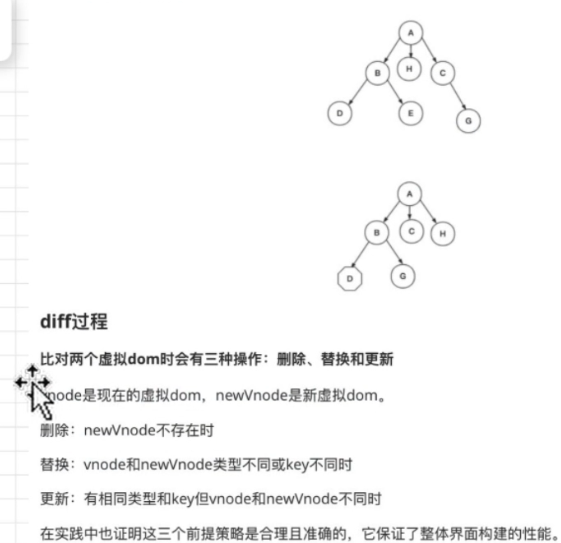 A
B H C
D E G
A
B C H
D G
diff过程
比对两个虚拟dom时会有三种操作：删除、替换和更新
node是现在的虚拟dom，newVnode是新虚拟dom。
删除：newVnode不存在时
替换：vnode和newVnode类型不同或key不同时
更新：有相同类型和key但vnode和newVnode不同时
在实践中也证明这三个前提策略是合理且准确的，它保证了整体界面构建的性能。